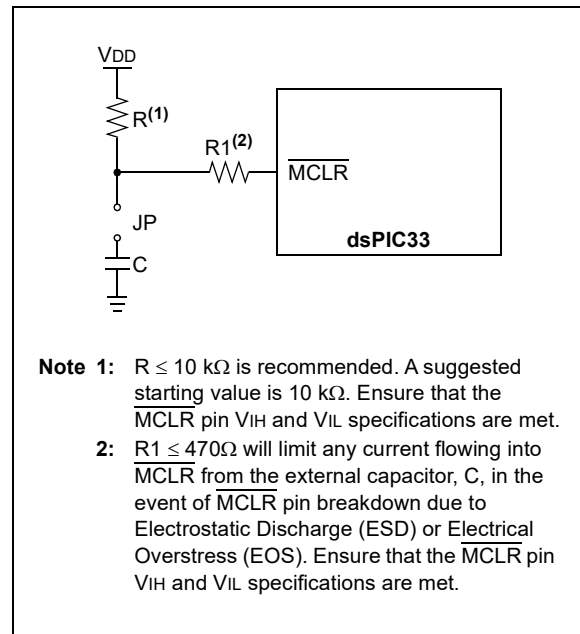 VDD
R(1)
R1(2)
MCLR
JP
dsPIC33
C
Note 1: R ≤ 10 kΩ is recommended. A suggested
starting value is 10 kΩ. Ensure that the
MCLR pin VIH and VIL specifications are met.
2: R1 ≤ 470Ω will limit any current flowing into
MCLR from the external capacitor, C, in the
event of MCLR pin breakdown due to
Electrostatic Discharge (ESD) or Electrical
Overstress (EOS). Ensure that the MCLR pin
VIH and VIL specifications are met.